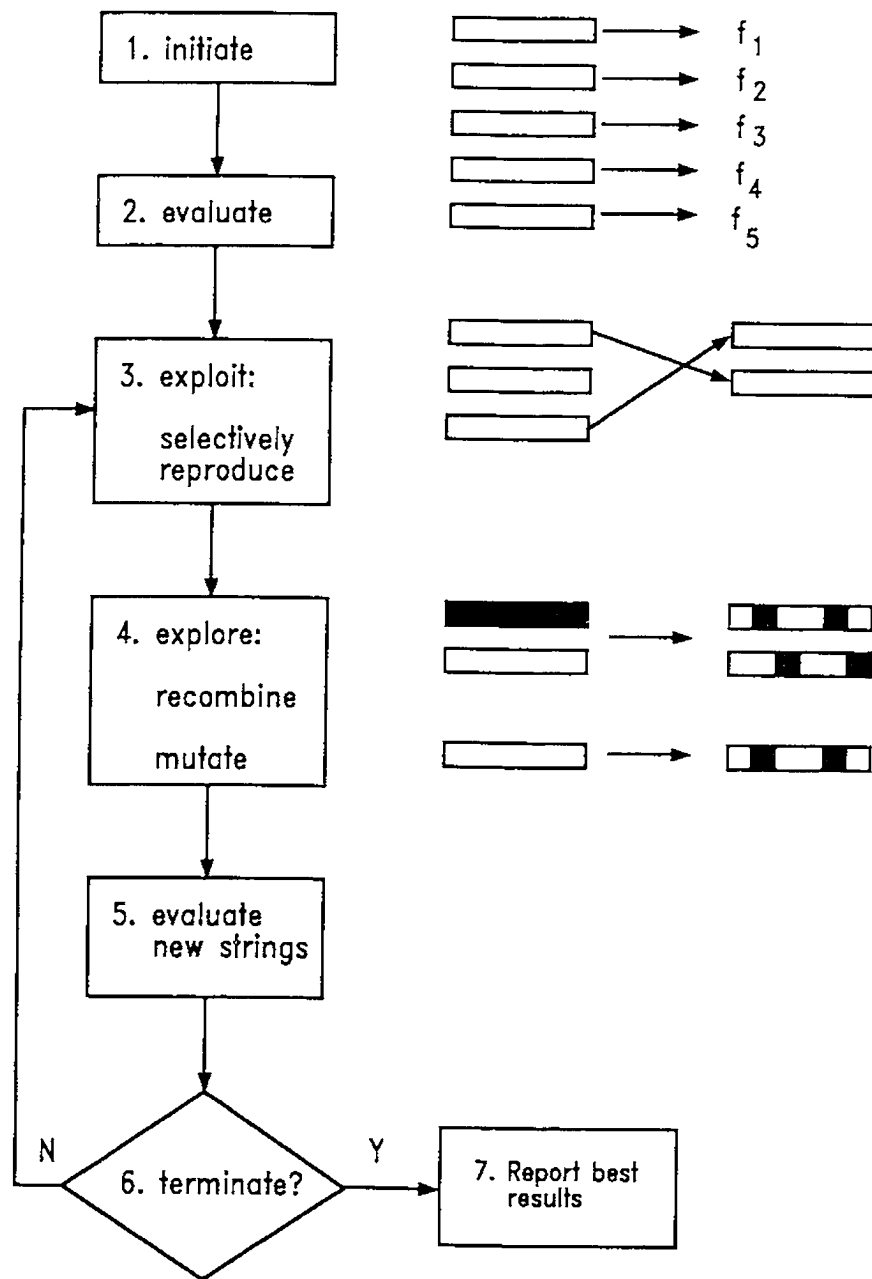 1. initiate
2. evaluate
3. exploit:
selectively
reproduce
4. explore:
recombine
mutate
5. evaluate
new strings
6. terminate?
N
Y
7. Report best
results
f1
f2
f3
f4
f5